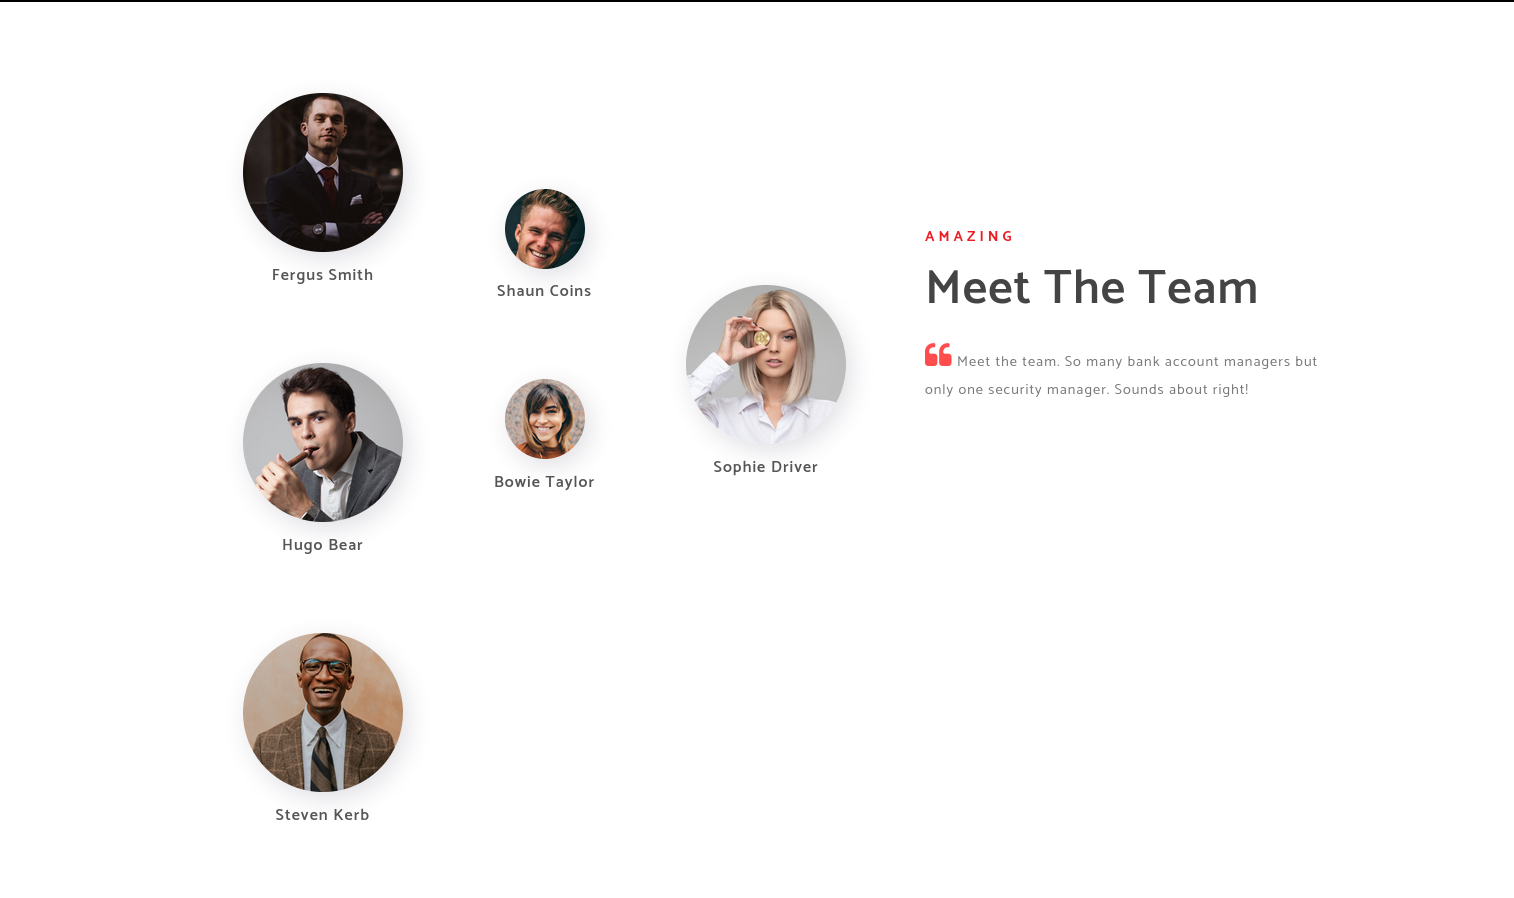 Fergus Smith
Shaun Coins
Sophie Driver
Hugo Bear
Bowie Taylor
Steven Kerb
AMAZING
Meet The Team
Meet the team. So many bank account managers but
only one security manager. Sounds about right!